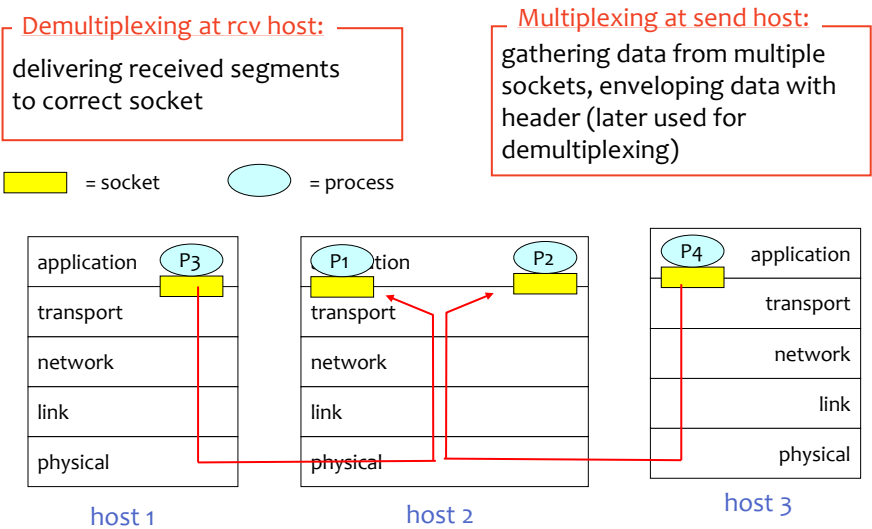 Demultiplexing at rcv host:
delivering received segments
to correct socket
Multiplexing at send host:
gathering data from multiple
sockets, enveloping data with
header (later used for
demultiplexing)
= socket
= process
application
P3
transport
network
link
physical
host 1
P1
P2
transport
network
link
physical
host 2
P4
application
transport
network
link
physical
host 3